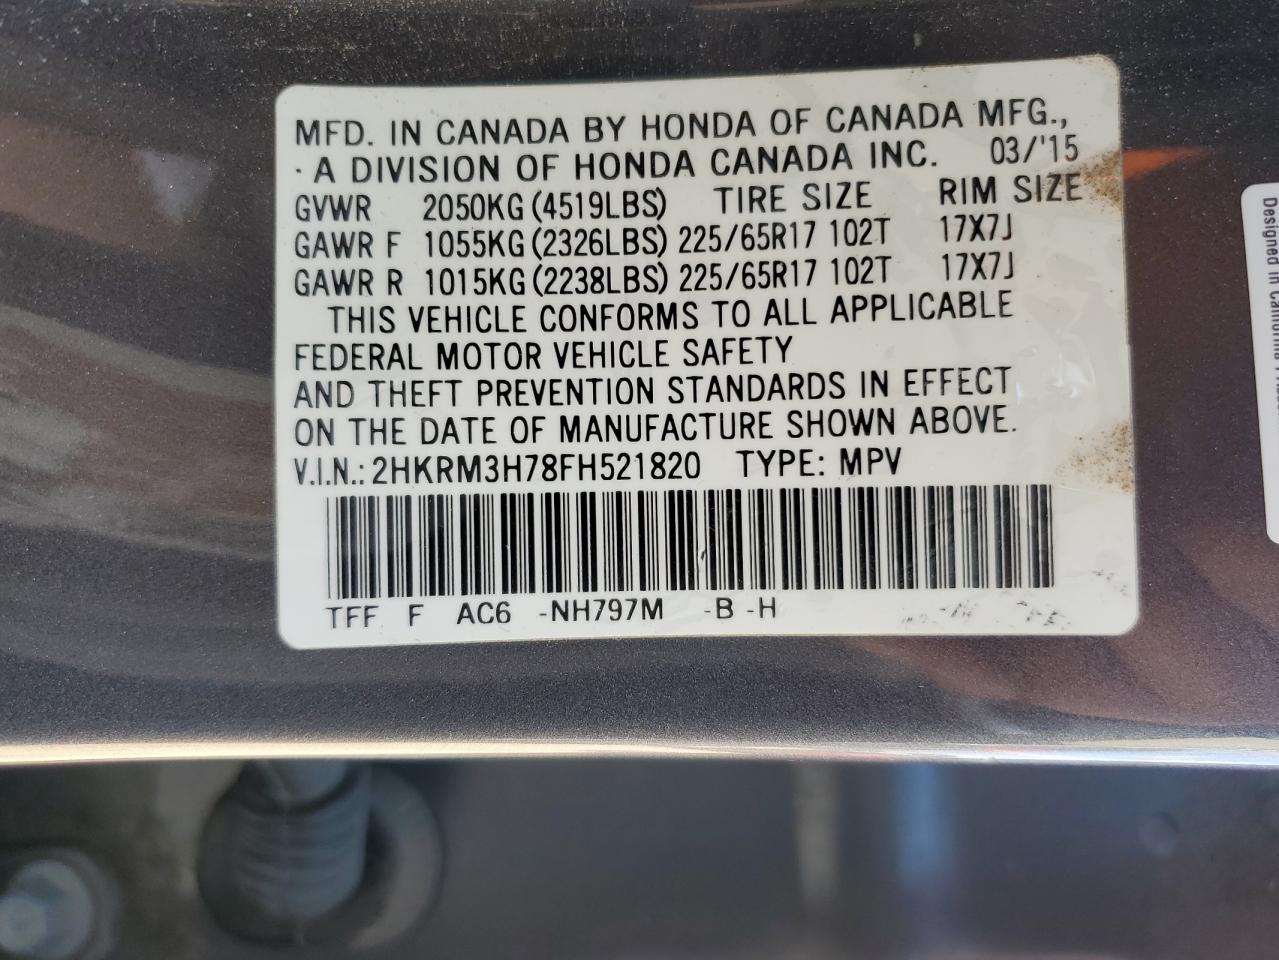 MFD. IN CANADA BY HONDA OF CANADA MFG.,
· A DIVISION OF HONDA CANADA INC. 03/'15
GVWR 2050KG (4519LBS) TIRE SIZE RIM SIZE
GAWR F 1055KG (2326LBS) 225/65R17 102T 17X7J
GAWR R 1015KG (2238LBS) 225/65R17 102T 17X7J
THIS VEHICLE CONFORMS TO ALL APPLICABLE
FEDERAL MOTOR VEHICLE SAFETY
AND THEFT PREVENTION STANDARDS IN EFFECT
ON THE DATE OF MANUFACTURE SHOWN ABOVE.
V.I.N.: 2HKRM3H78FH521820 TYPE: MPV
TFF F AC6 -NH797M -B -H
Designed in California